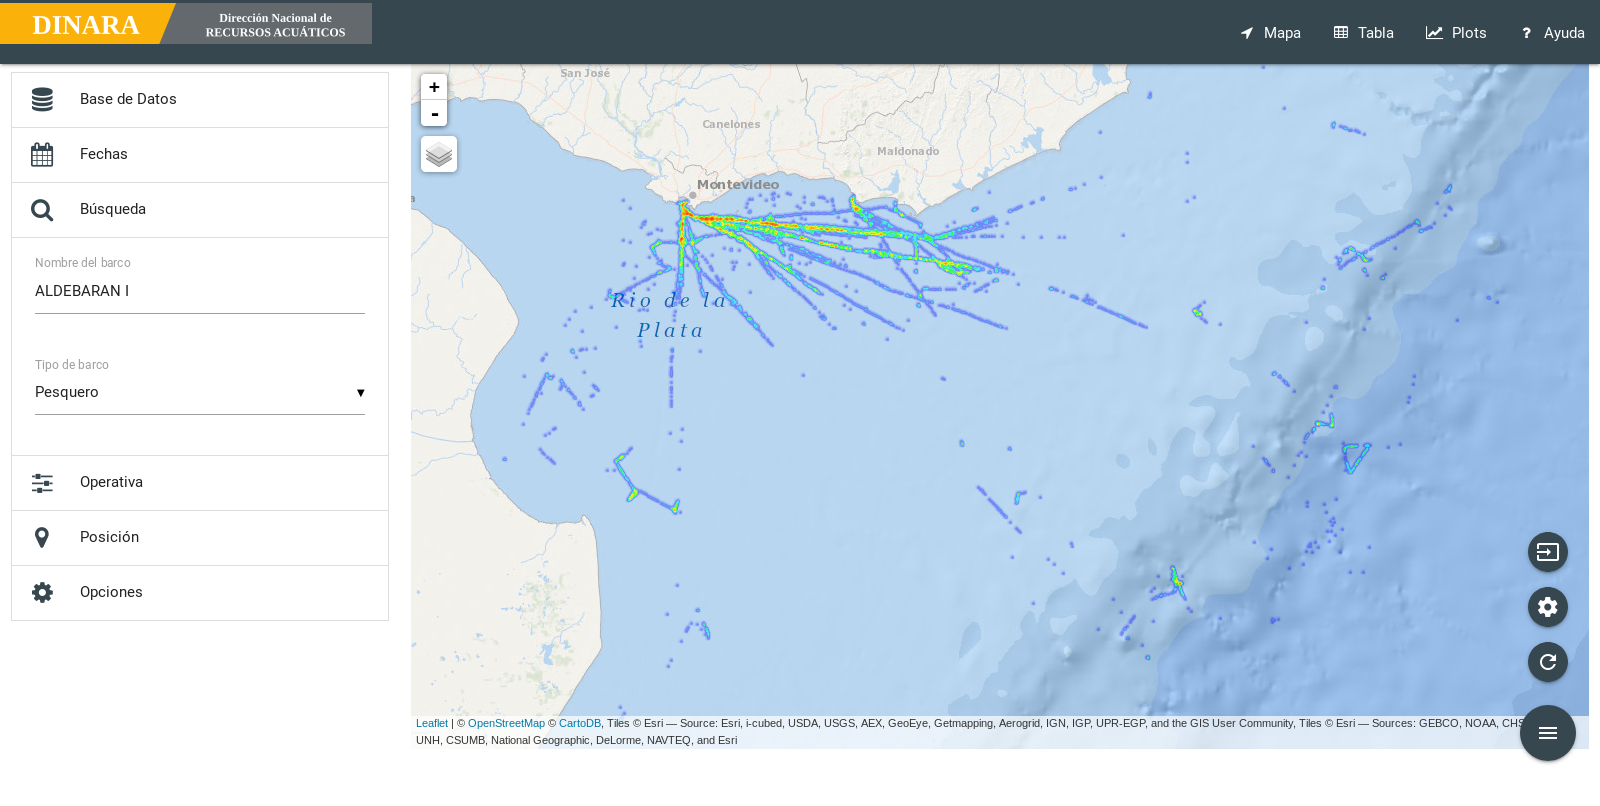 DINARA
Dirección Nacional de
RECURSOS ACUÁTICOS
Mapa
Tabla
Plots
? Ayuda
Base de Datos
Fechas
Búsqueda
Nombre del barco
ALDEBARAN I
Tipo de barco
Pesquero
▼
Operativa
Posición
Opciones
+
-
San José
Canelones
Maldonado
Montevideo
a
Rio de la
Plata
Leaflet | © OpenStreetMap © CartoDB, Tiles © Esri — Source: Esri, i-cubed, USDA, USGS, AEX, GeoEye, Getmapping, Aerogrid, IGN, IGP, UPR-EGP, and the GIS User Community, Tiles © Esri — Sources: GEBCO, NOAA, CHS
UNH, CSUMB, National Geographic, DeLorme, NAVTEQ, and Esri